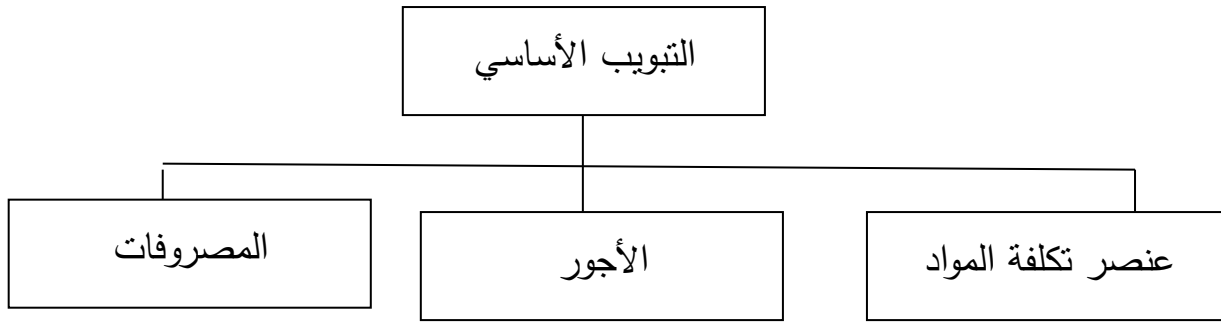 التبويب الأساسي
عنصر تكلفة المواد
الأجور
المصروفات